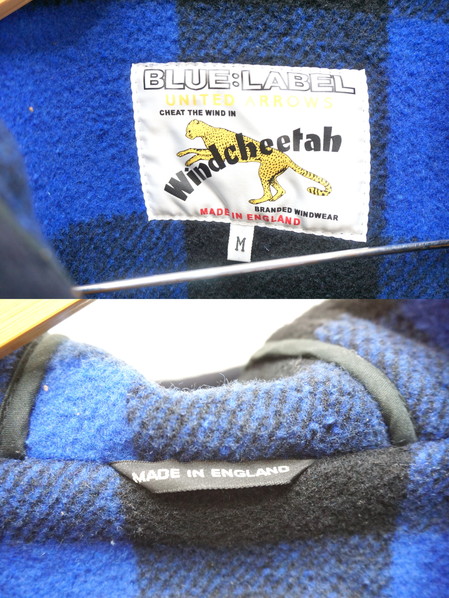 BLUE:LABEL
UNITED ARROWS
CHEAT THE WIND IN
Windcheetah
BRANDED WINDWEAR
MADE IN ENGLAND
M
MADE IN ENGLAND